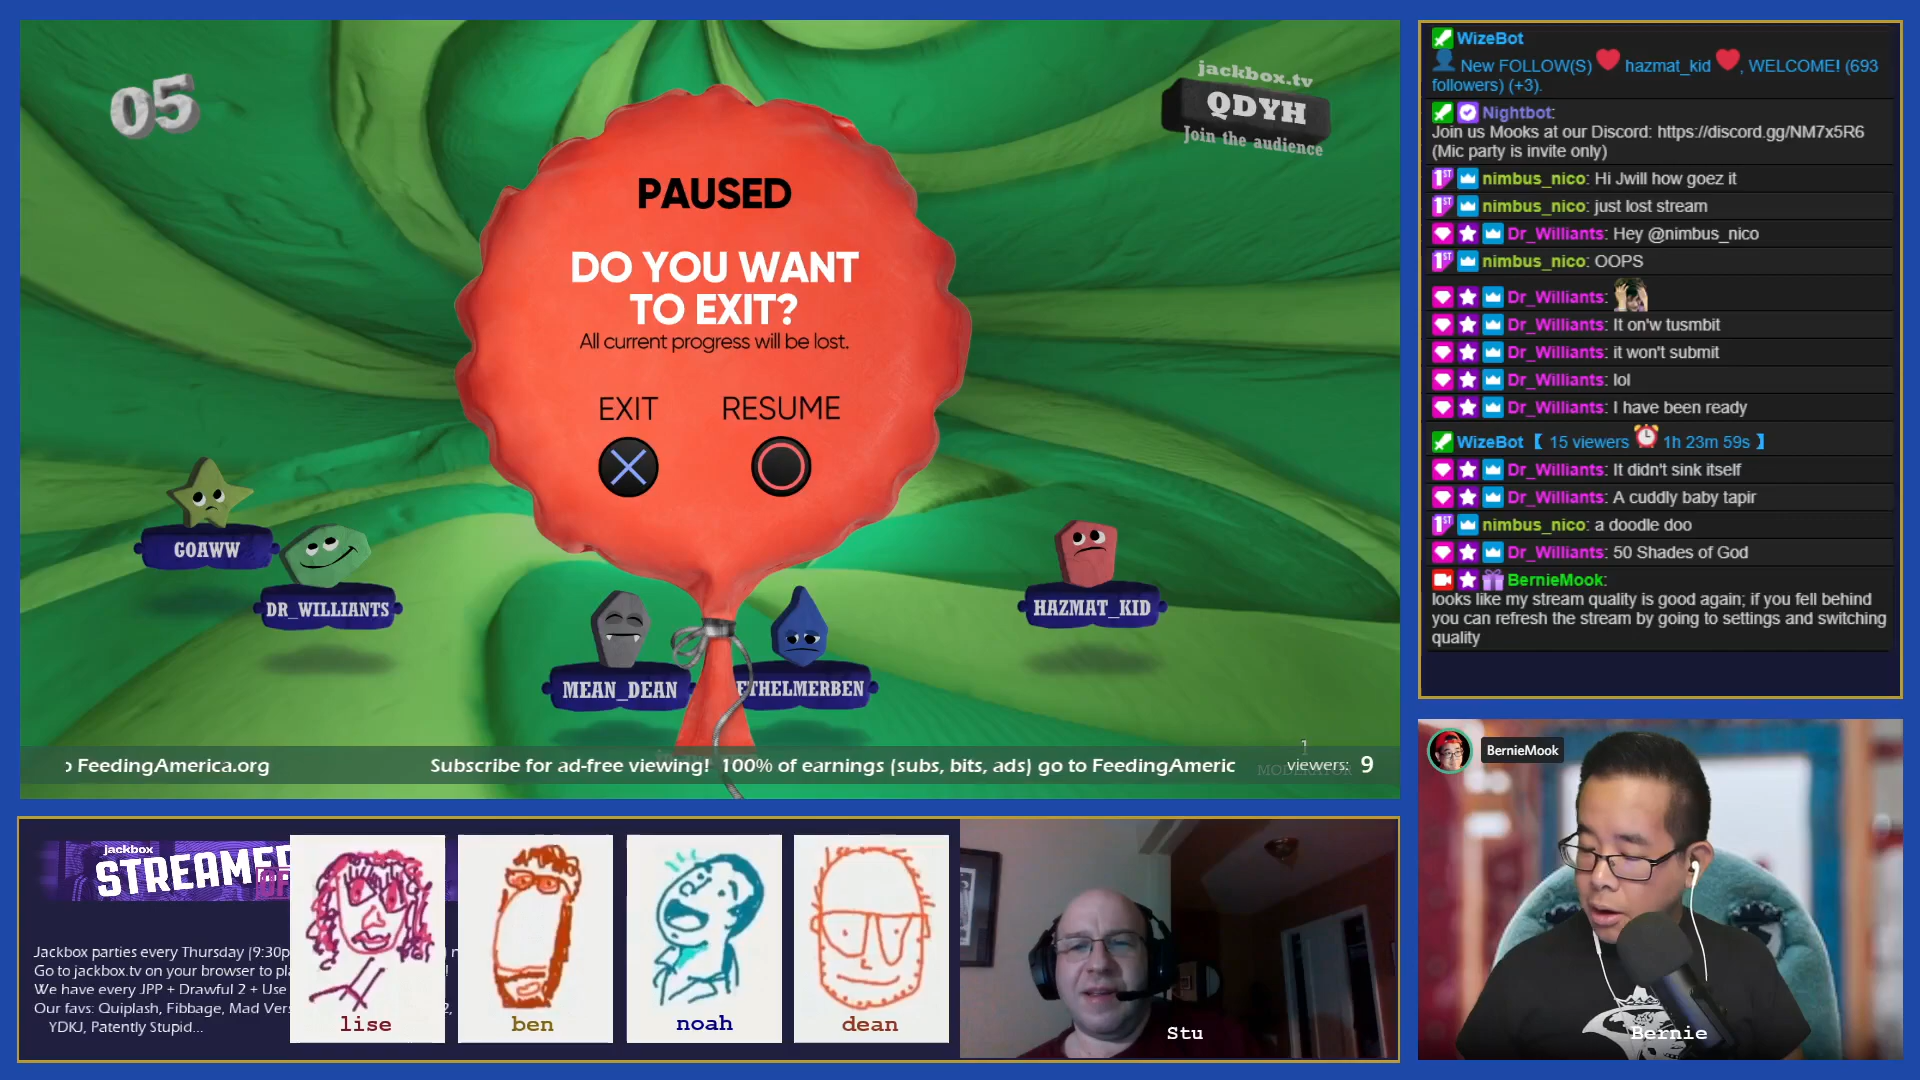 05
jackbox.tv
QDYH
Join the audience
PAUSED
DO YOU WANT
TO EXIT?
All current progress will be lost.
EXIT
RESUME
GOAWW
DR_WILLIANTS
MEAN_DEAN
ETHELMERBEN
HAZMAT_KID
FeedingAmerica.org
Subscribe for ad-free viewing! 100% of earnings (subs, bits, ads) go to FeedingAmeric
1
MODERATOR
viewers: 9
WizeBot
New FOLLOW(S) hazmat_kid , WELCOME! (693
followers) (+3).
Nightbot:
Join us Mooks at our Discord: https://discord.gg/NM7x5R6
(Mic party is invite only)
1ST nimbus_nico: Hi Jwill how goez it
1ST nimbus_nico: just lost stream
Dr_Williants: Hey @nimbus_nico
1ST nimbus_nico: OOPS
Dr_Williants:
Dr_Williants: It on'w tusmbit
Dr_Williants: it won't submit
Dr_Williants: lol
Dr_Williants: I have been ready
WizeBot 【 15 viewers 1h 23m 59s 】
Dr_Williants: It didn't sink itself
Dr_Williants: A cuddly baby tapir
1ST nimbus_nico: a doodle doo
Dr_Williants: 50 Shades of God
BernieMook:
looks like my stream quality is good again; if you fell behind
you can refresh the stream by going to settings and switching
quality
jackbox
STREAMER
Jackbox parties every Thursday (9:30p
Go to jackbox.tv on your browser to pla
We have every JPP + Drawful 2 + Use
Our favs: Quiplash, Fibbage, Mad Vers 2,
YDKJ, Patently Stupid...
lise
ben
noah
dean
Stu
BernieMook
Bernie